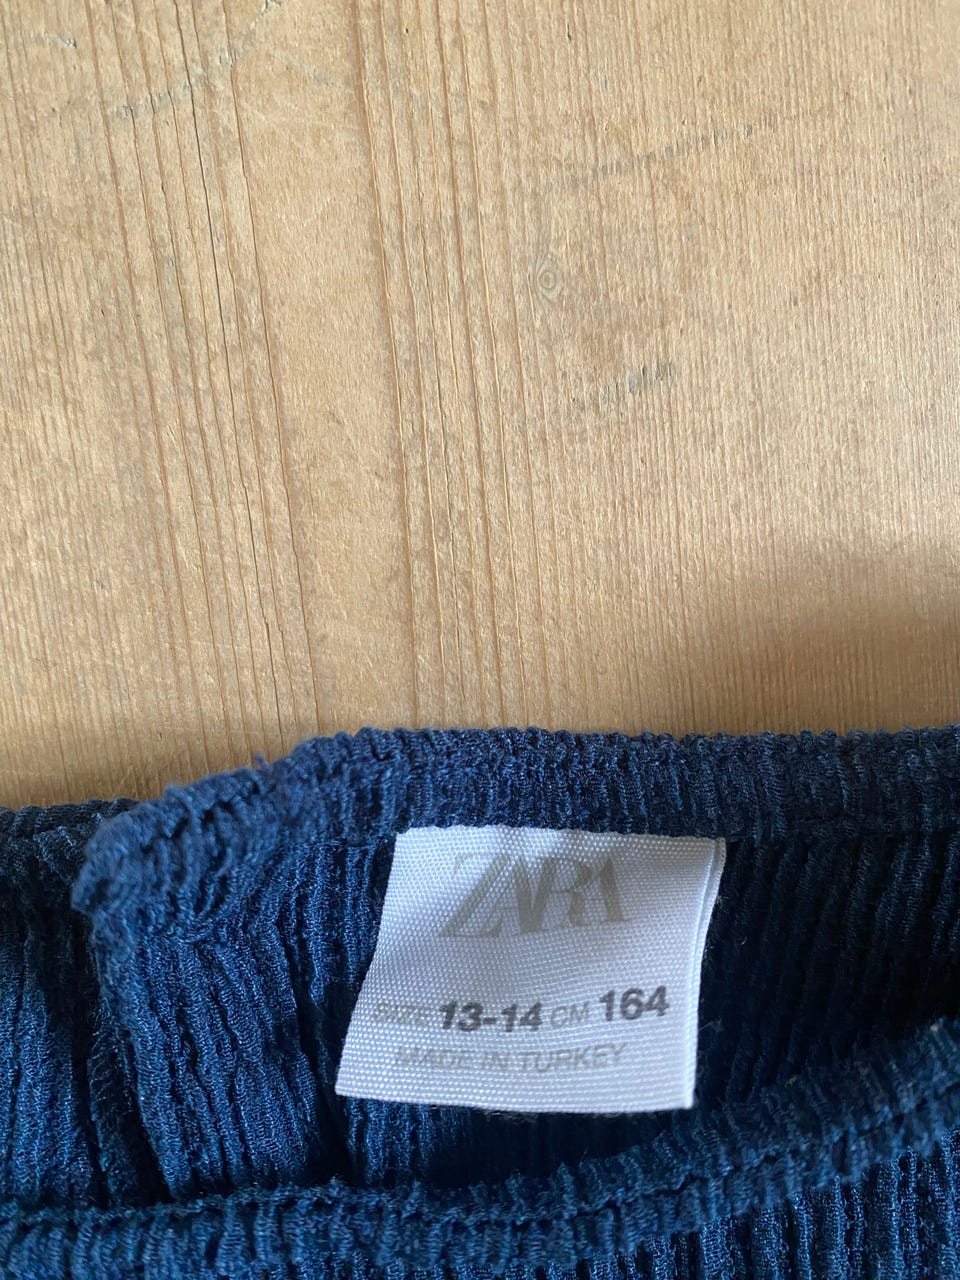 ZARA
SIZE 13-14 CM 164
MADE IN TURKEY